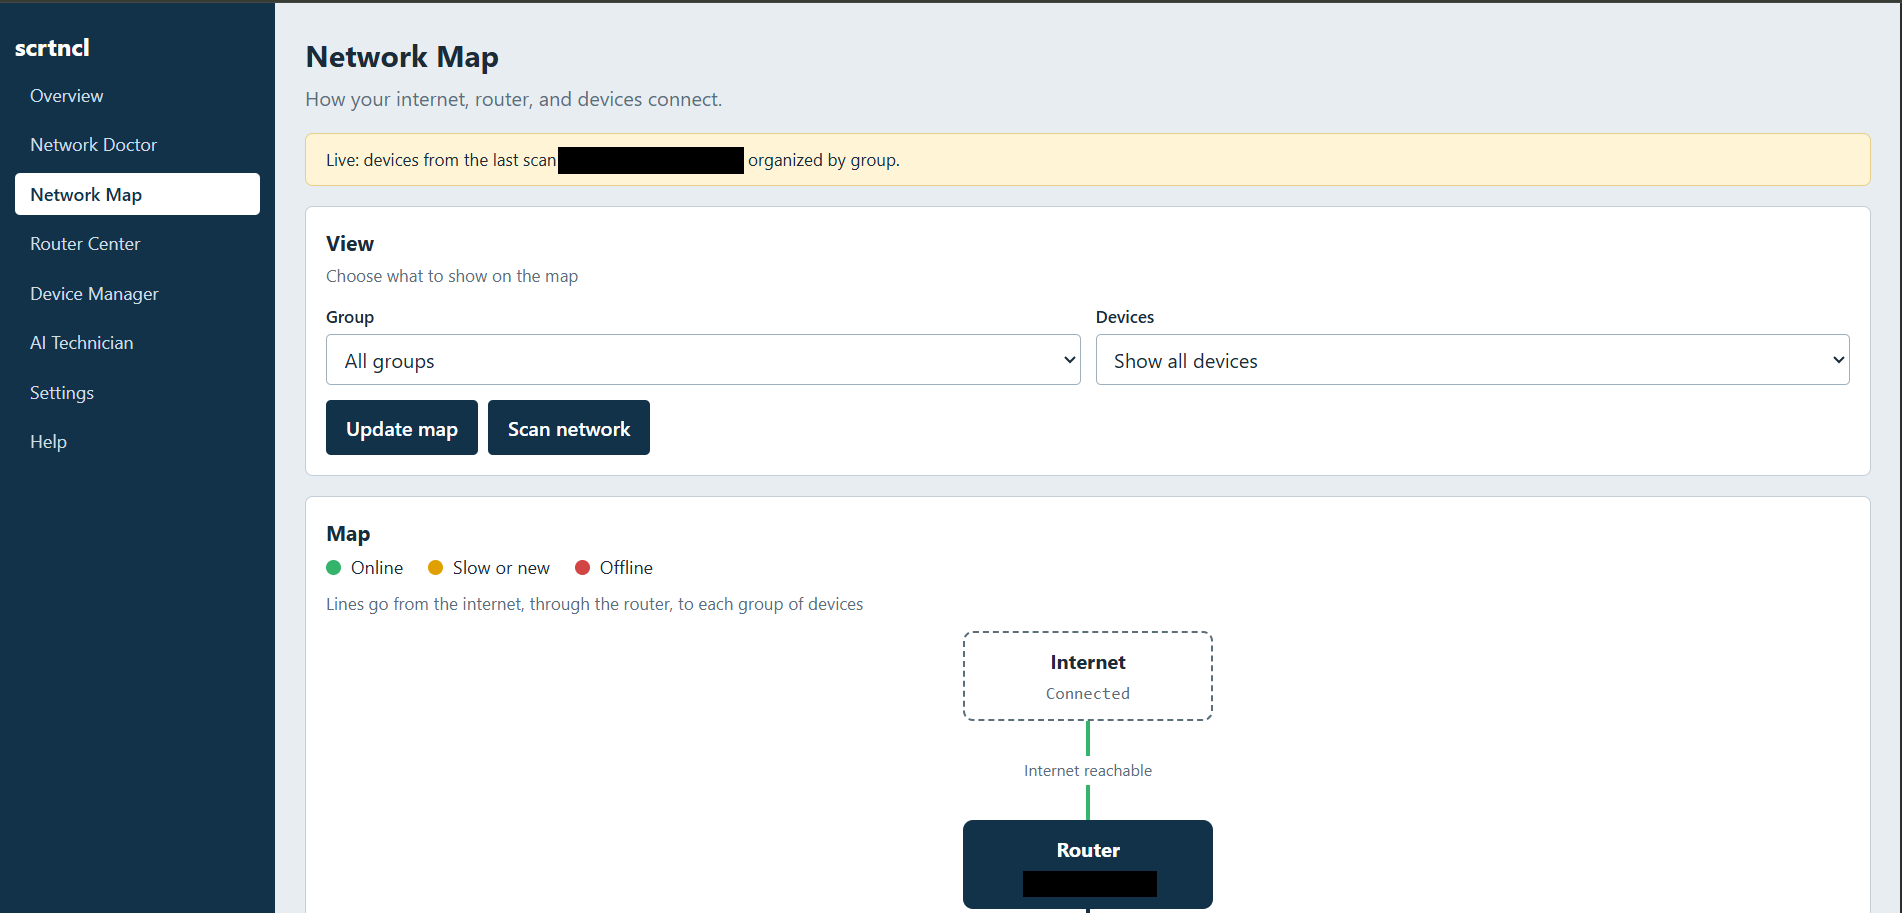 scrtncl
Overview
Network Doctor
Network Map
Router Center
Device Manager
AI Technician
Settings
Help
Network Map
How your internet, router, and devices connect.
Live: devices from the last scan organized by group.
View
Choose what to show on the map
Group
Devices
All groups
Show all devices
Update map
Scan network
Map
Online
Slow or new
Offline
Lines go from the internet, through the router, to each group of devices
Internet
Connected
Internet reachable
Router